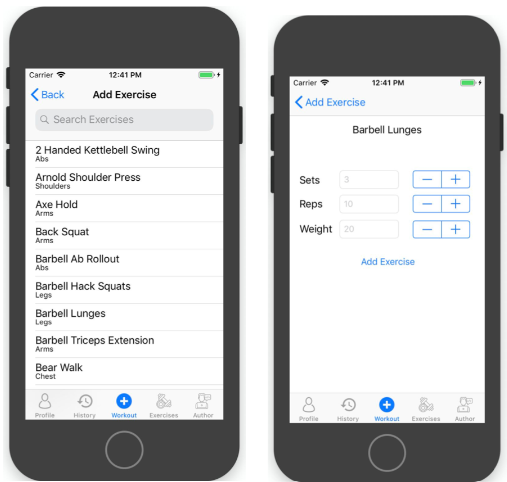 Carrier 12:41 PM
Back Add Exercise
Search Exercises
2 Handed Kettlebell Swing
Abs
Arnold Shoulder Press
Shoulders
Axe Hold
Arms
Back Squat
Arms
Barbell Ab Rollout
Abs
Barbell Hack Squats
Legs
Barbell Lunges
Legs
Barbell Triceps Extension
Arms
Bear Walk
Chest
Profile History Workout Exercises Author
Carrier 12:41 PM
Add Exercise
Barbell Lunges
Sets 3 − +
Reps 10 − +
Weight 20 − +
Add Exercise
Profile History Workout Exercises Author